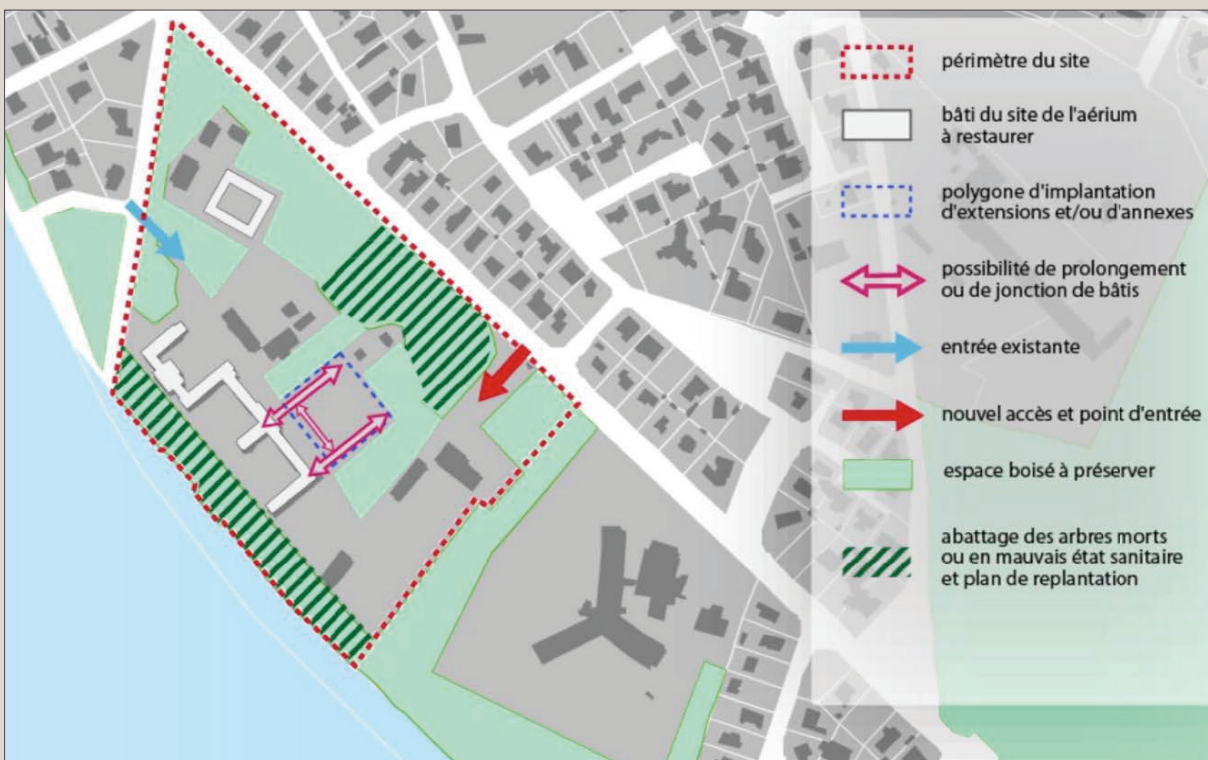 périmètre du site
bâti du site de l'aérium
à restaurer
polygone d'implantation
d'extensions et/ou d'annexes
possibilité de prolongement
ou de jonction de bâtis
entrée existante
nouvel accès et point d'entrée
espace boisé à préserver
abattage des arbres morts
ou en mauvais état sanitaire
et plan de replantation